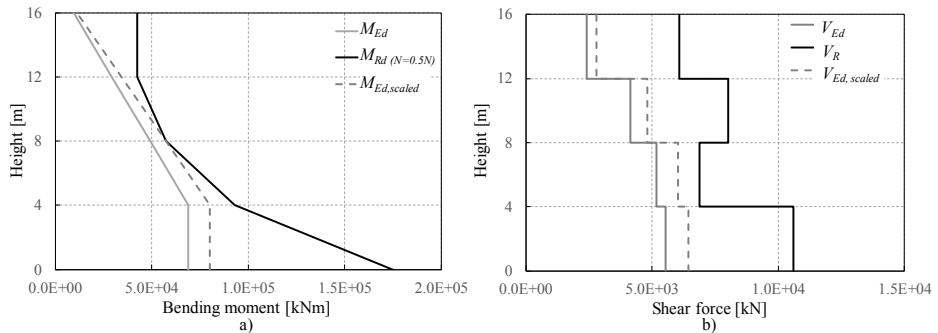 16
12
8
4
0
Height [m]
M_Ed
M_Rd (N=0.5N)
M_Ed,scaled
0.0E+00
5.0E+04
1.0E+05
1.5E+05
2.0E+05
Bending moment [kNm]
a)
16
12
8
4
0
Height [m]
V_Ed
V_R
V_Ed,scaled
0.0E+00
5.0E+03
1.0E+04
1.5E+04
Shear force [kN]
b)